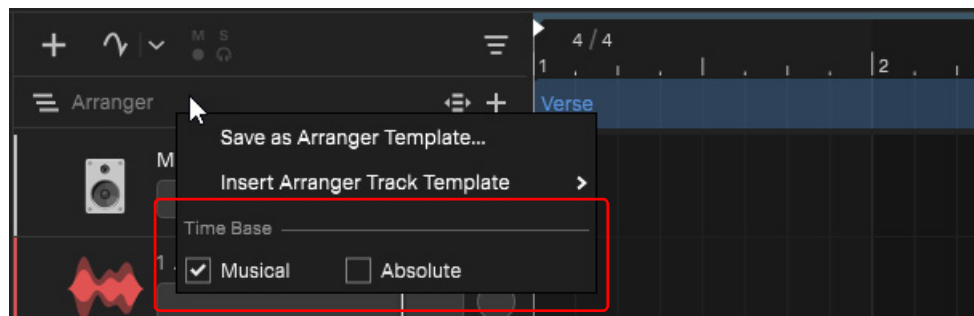 M S
4 / 4
1
2
Arranger
Verse
Save as Arranger Template...
M
Insert Arranger Track Template
Time Base
1
Musical
Absolute